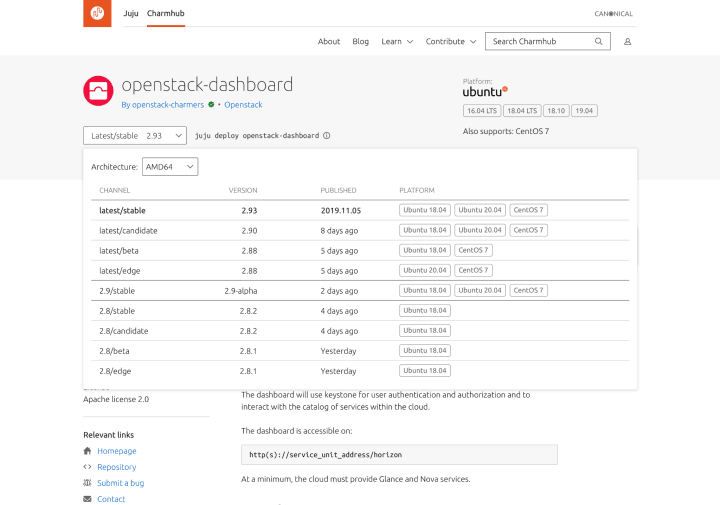 Juju Charmhub CANONICAL
About Blog Learn Contribute Search Charmhub
openstack-dashboard
By openstack-charmers • Openstack
Platform:
ubuntu
16.04 LTS 18.04 LTS 18.10 19.04
Also supports: CentOS 7
Latest/stable 2.93 juju deploy openstack-dashboard
Architecture: AMD64
CHANNEL VERSION PUBLISHED PLATFORM
latest/stable 2.93 2019.11.05 Ubuntu 18.04 Ubuntu 20.04 CentOS 7
latest/candidate 2.90 8 days ago Ubuntu 18.04 Ubuntu 20.04 CentOS 7
latest/beta 2.88 5 days ago Ubuntu 18.04 CentOS 7
latest/edge 2.88 5 days ago Ubuntu 20.04 CentOS 7
2.9/stable 2.9-alpha 2 days ago Ubuntu 18.04 Ubuntu 20.04 CentOS 7
2.8/stable 2.8.2 4 days ago Ubuntu 18.04
2.8/candidate 2.8.2 4 days ago Ubuntu 18.04
2.8/beta 2.8.1 Yesterday Ubuntu 18.04
2.8/edge 2.8.1 Yesterday Ubuntu 18.04
Apache license 2.0
Relevant links
Homepage
Repository
Submit a bug
Contact
The dashboard will use keystone for user authentication and authorization and to
interact with the catalog of services within the cloud.
The dashboard is accessible on:
http(s)://service_unit_address/horizon
At a minimum, the cloud must provide Glance and Nova services.